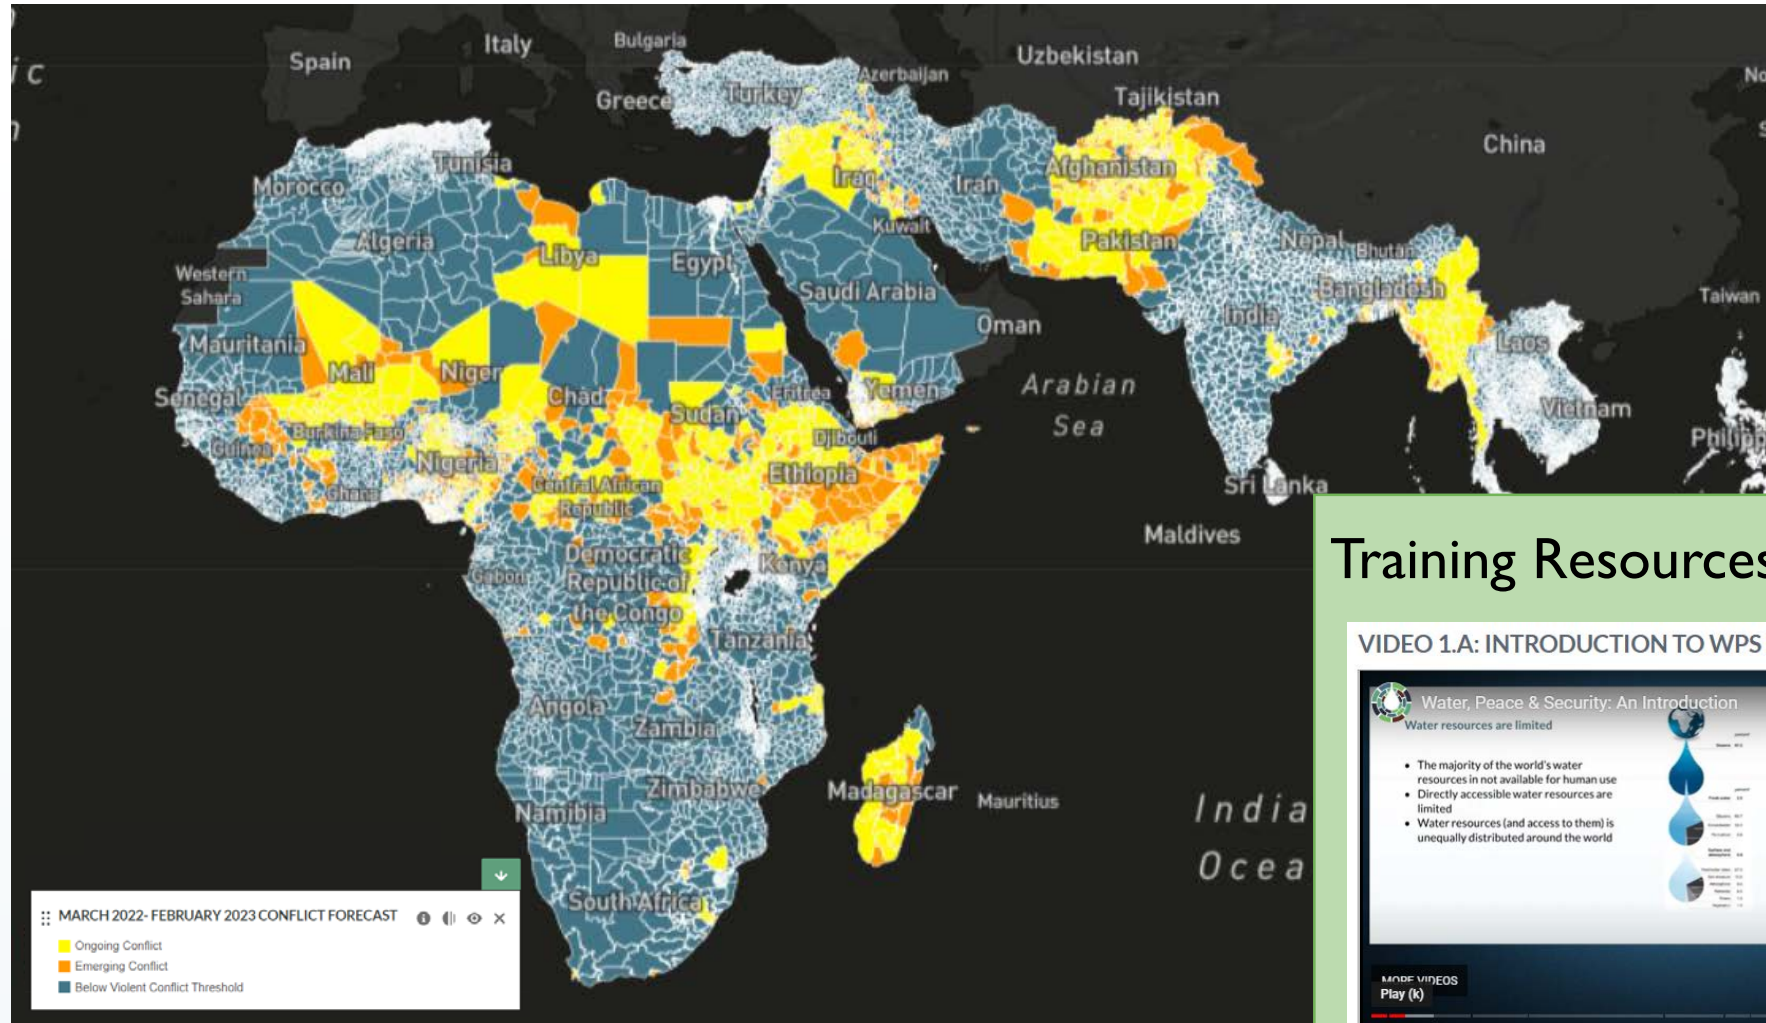 ic
Spain
Italy
Bulgaria
Greece
Turkey
Azerbaijan
Uzbekistan
Tajikistan
China
No
Tunisia
Morocco
Algeria
Libya
Egypt
Iraq
Iran
Kuwait
Afghanistan
Pakistan
Nepal
Bhutan
Bangladesh
India
Taiwan
Western
Sahara
Saudi Arabia
Oman
Mauritania
Mali
Niger
Chad
Sudan
Eritrea
Yemen
Arabian
Sea
Laos
Vietnam
Philipp
Senegal
Burkina Faso
Guinea
Ghana
Nigeria
Djibouti
Ethiopia
Central African
Republic
Sri Lanka
Maldives
Democratic
Republic of
the Congo
Gabon
Kenya
Tanzania
Angola
Zambia
Zimbabwe
Namibia
South Africa
Madagascar
Mauritius
India
Ocea
MARCH 2022- FEBRUARY 2023 CONFLICT FORECAST
Ongoing Conflict
Emerging Conflict
Below Violent Conflict Threshold
Training Resources
VIDEO 1.A: INTRODUCTION TO WPS
Water, Peace & Security: An Introduction
Water resources are limited
• The majority of the world's water
resources in not available for human use
• Directly accessible water resources are
limited
• Water resources (and access to them) is
unequally distributed around the world
MORE VIDEOS
Play (k)